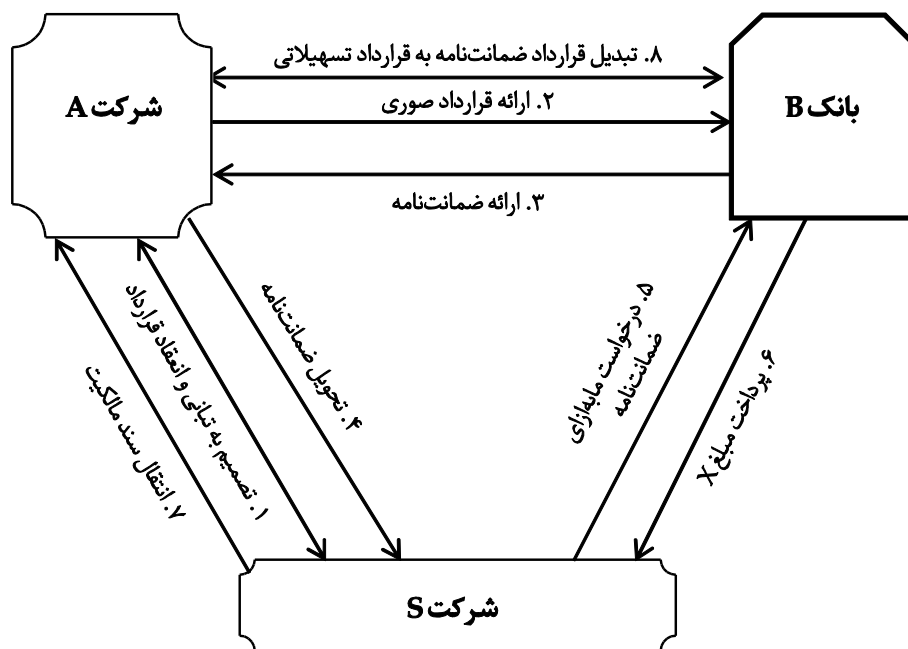 ۸. تبدیل قرارداد ضمانت‌نامه به قرارداد تسهیلاتی
شرکت A
۲. ارائه قرارداد صوری
بانک B
۳. ارائه ضمانت‌نامه
۷. انتقال سند مالکیت
۱. تصمیم به تبانی و انعقاد قرارداد
۴. تحویل ضمانت‌نامه
۵. درخواست مابه‌ازای
ضمانت‌نامه
۶. پرداخت مبلغ X
شرکت S